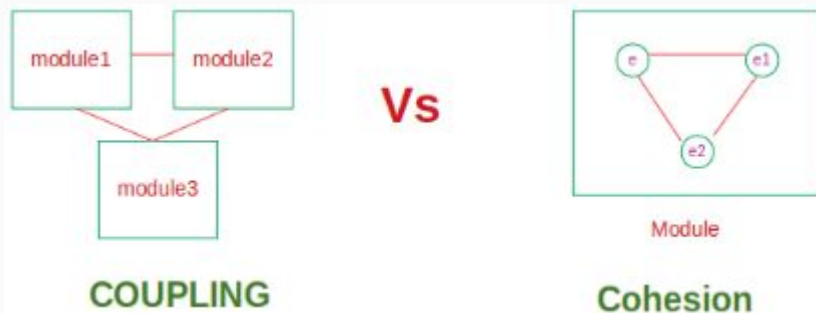 module1
module2
module3
COUPLING
Vs
e
e1
e2
Module
Cohesion